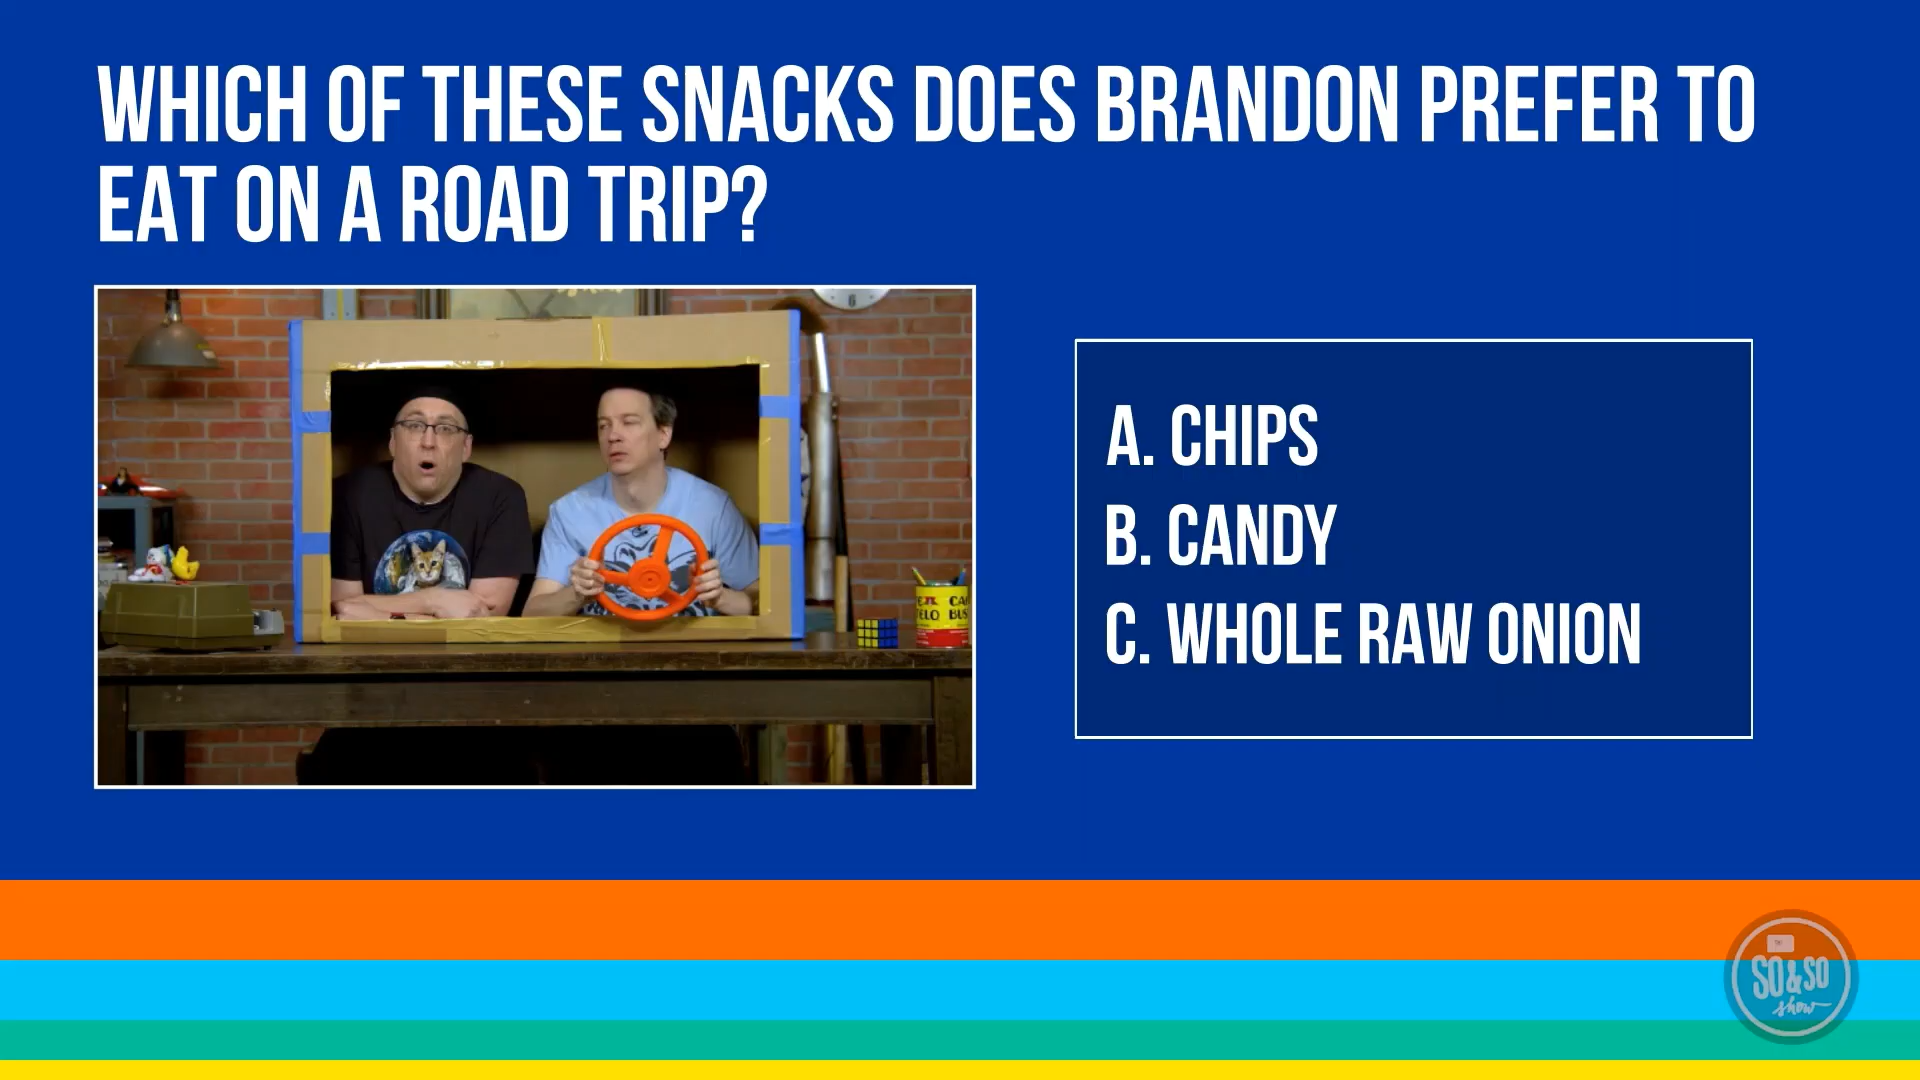 WHICH OF THESE SNACKS DOES BRANDON PREFER TO
EAT ON A ROAD TRIP?
6
A. CHIPS
B. CANDY
C. WHOLE RAW ONION
SO&SO
show